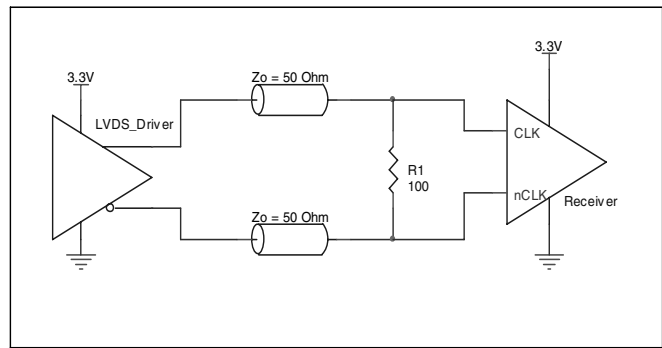 3.3V
LVDS_Driver
Zo = 50 Ohm
Zo = 50 Ohm
R1
100
3.3V
CLK
nCLK
Receiver